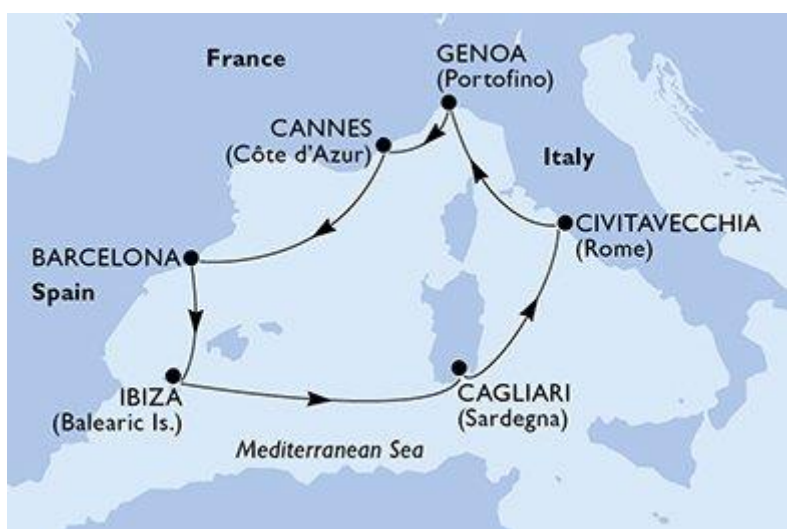 France
GENOA
(Portofino)
CANNES
(Côte d'Azur)
Italy
CIVITAVECCHIA
(Rome)
BARCELONA
Spain
IBIZA
(Balearic Is.)
CAGLIARI
(Sardegna)
Mediterranean Sea